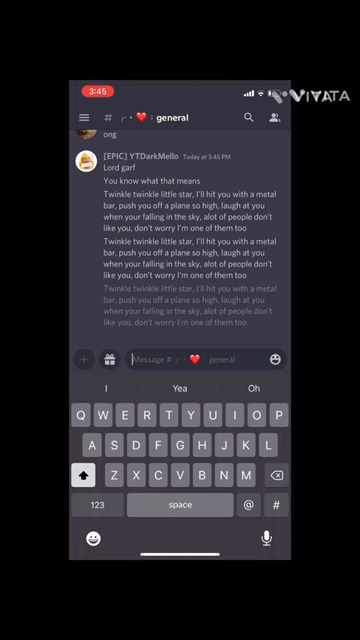 3:45
VIVATA
# ╭・❤️：general
ong
[EPIC] YTDarkMello Today at 3:45 PM
Lord garf
You know what that means
Twinkle twinkle little star, I'll hit you with a metal
bar, push you off a plane so high, laugh at you
when your falling in the sky, alot of people don't
like you, don't worry I'm one of them too
Twinkle twinkle little star, I'll hit you with a metal
bar, push you off a plane so high, laugh at you
when your falling in the sky, alot of people don't
like you, don't worry I'm one of them too
Twinkle twinkle little star, I'll hit you with a metal
bar, push you off a plane so high, laugh at you
when your falling in the sky, alot of people don't
like you, don't worry I'm one of them too
Message #╭・❤️：general
I Yea Oh
Q W E R T Y U I O P
A S D F G H J K L
Z X C V B N M
123 space @ #